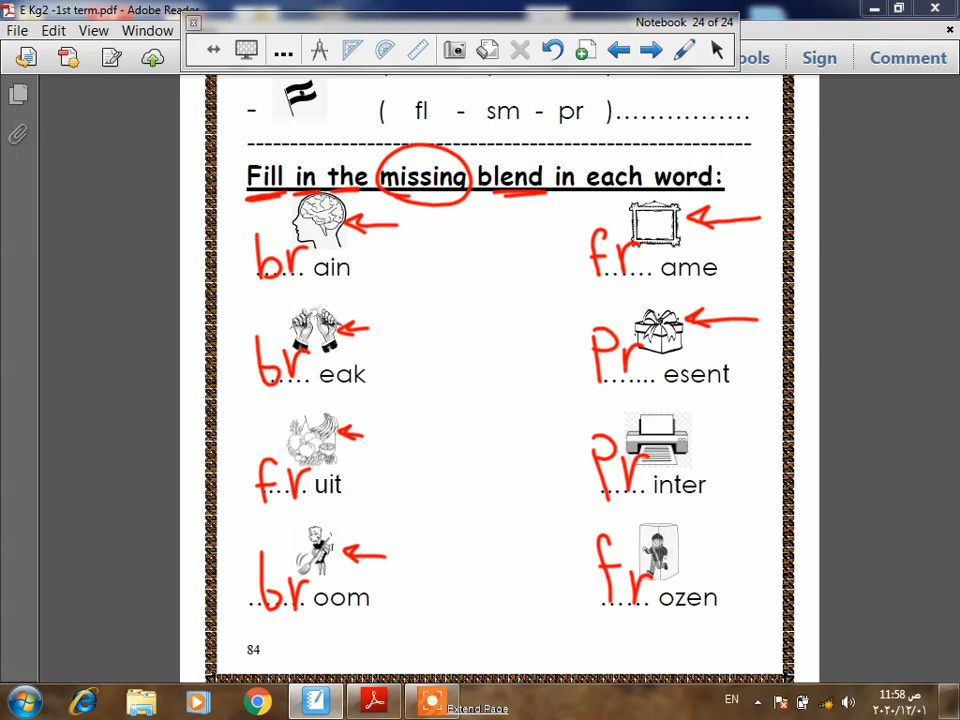 E Kg2 -1st term.pdf - Adobe Reader
Notebook 24 of 24
File Edit View Window
ools Sign Comment
- ( fl - sm - pr )................
Fill in the missing blend in each word:
br ain
fr ame
br eak
pr esent
fr uit
pr inter
br oom
fr ozen
84
Extend Page
EN
11:58 ص
٢٠٢٠/١٢/٠١